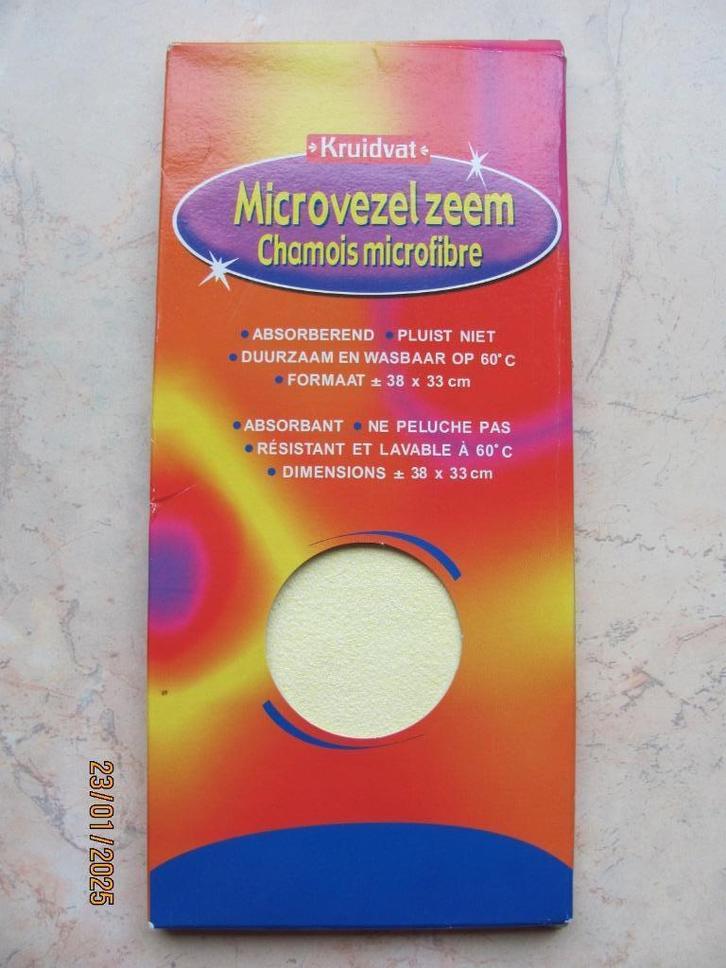 Kruidvat
Microvezel zeem
Chamois microfibre
• ABSORBEREND • PLUIST NIET
• DUURZAAM EN WASBAAR OP 60°C
• FORMAAT ± 38 x 33 cm
• ABSORBANT • NE PELUCHE PAS
• RÉSISTANT ET LAVABLE À 60°C
• DIMENSIONS ± 38 x 33 cm
23/01/2025